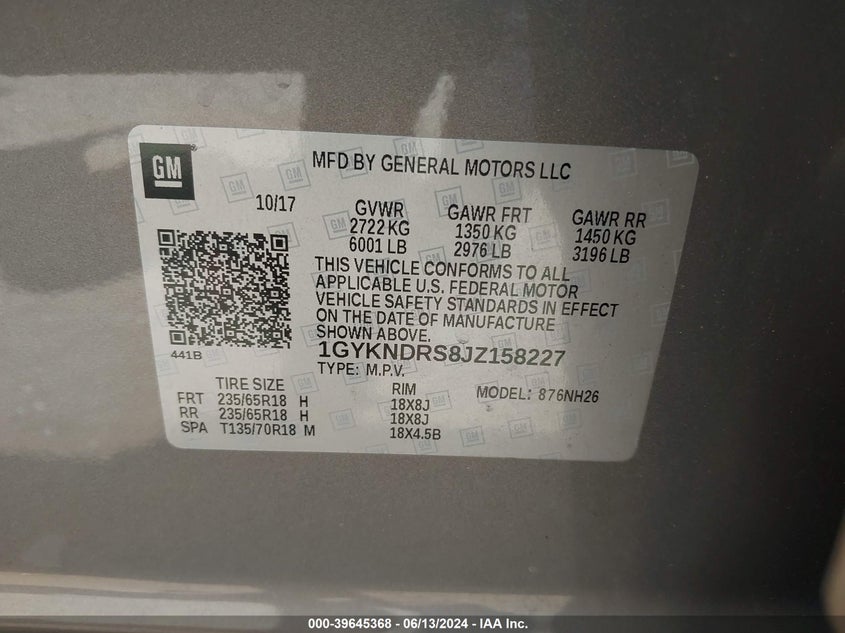 GM
MFD BY GENERAL MOTORS LLC
10/17 GVWR GAWR FRT GAWR RR
2722 KG 1350 KG 1450 KG
6001 LB 2976 LB 3196 LB
THIS VEHICLE CONFORMS TO ALL
APPLICABLE U.S. FEDERAL MOTOR
VEHICLE SAFETY STANDARDS IN EFFECT
ON THE DATE OF MANUFACTURE
SHOWN ABOVE.
441B
1GYKNDRS8JZ158227
TYPE: M.P.V.
TIRE SIZE RIM MODEL: 876NH26
FRT 235/65R18 H 18X8J
RR 235/65R18 H 18X8J
SPA T135/70R18 M 18X4.5B
000-39645368 - 06/13/2024 - IAA Inc.